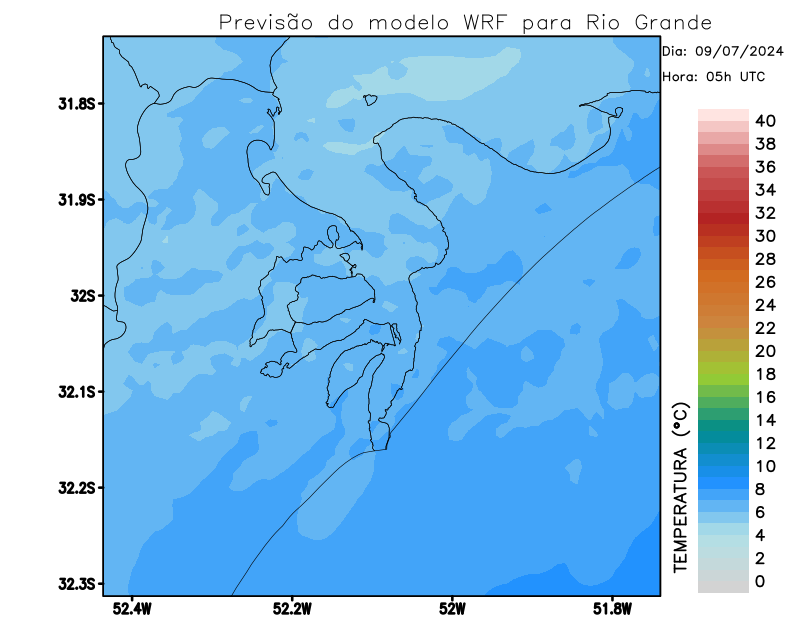 Previsão do modelo WRF para Rio Grande
Dia: 09/07/2024
Hora: 05h UTC
31.8S
31.9S
32S
32.1S
32.2S
32.3S
52.4W
52.2W
52W
51.8W
TEMPERATURA (°C)
40
38
36
34
32
30
28
26
24
22
20
18
16
14
12
10
8
6
4
2
0